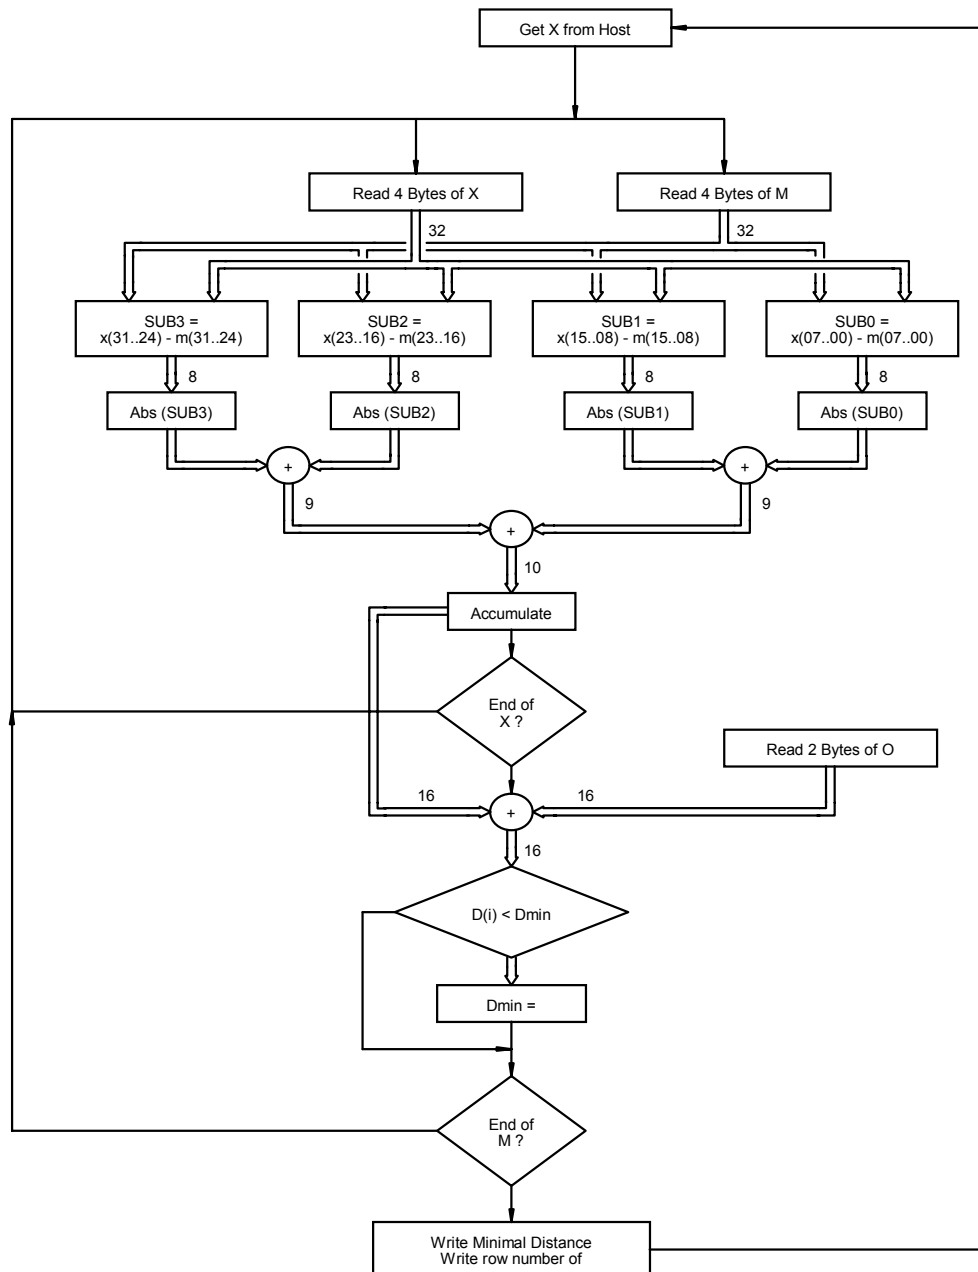 Get X from Host
Read 4 Bytes of X
Read 4 Bytes of M
32
32
SUB3 =
x(31..24) - m(31..24)
SUB2 =
x(23..16) - m(23..16)
SUB1 =
x(15..08) - m(15..08)
SUB0 =
x(07..00) - m(07..00)
8
8
8
8
Abs (SUB3)
Abs (SUB2)
Abs (SUB1)
Abs (SUB0)
+
+
9
9
+
10
Accumulate
End of
X ?
Read 2 Bytes of O
16
16
+
16
D(i) < Dmin
Dmin =
End of
M ?
Write Minimal Distance
Write row number of